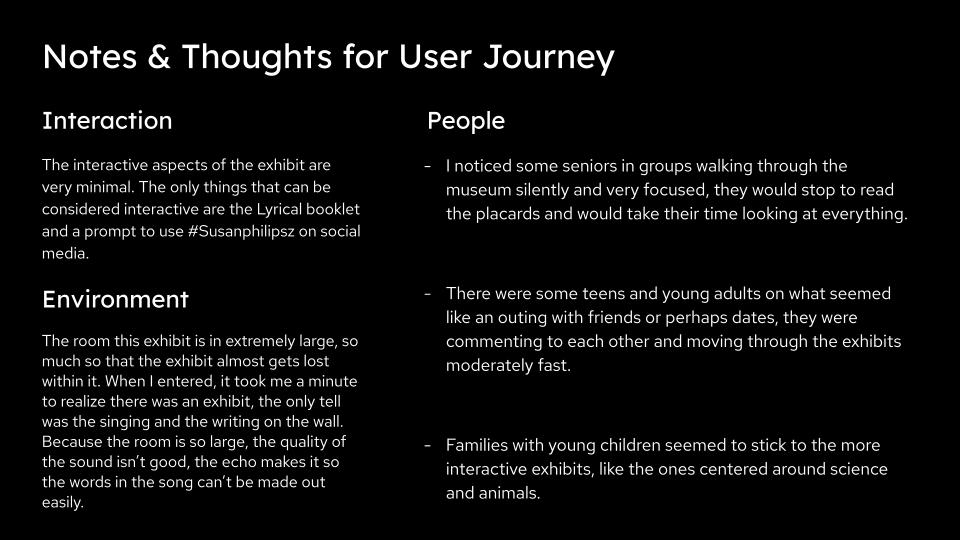 Notes & Thoughts for User Journey
Interaction
The interactive aspects of the exhibit are
very minimal. The only things that can be
considered interactive are the Lyrical booklet
and a prompt to use #Susanphilipsz on social
media.
Environment
The room this exhibit is in extremely large, so
much so that the exhibit almost gets lost
within it. When I entered, it took me a minute
to realize there was an exhibit, the only tell
was the singing and the writing on the wall.
Because the room is so large, the quality of
the sound isn't good, the echo makes it so
the words in the song can't be made out
easily.
People
- I noticed some seniors in groups walking through the
museum silently and very focused, they would stop to read
the placards and would take their time looking at everything.
- There were some teens and young adults on what seemed
like an outing with friends or perhaps dates, they were
commenting to each other and moving through the exhibits
moderately fast.
- Families with young children seemed to stick to the more
interactive exhibits, like the ones centered around science
and animals.